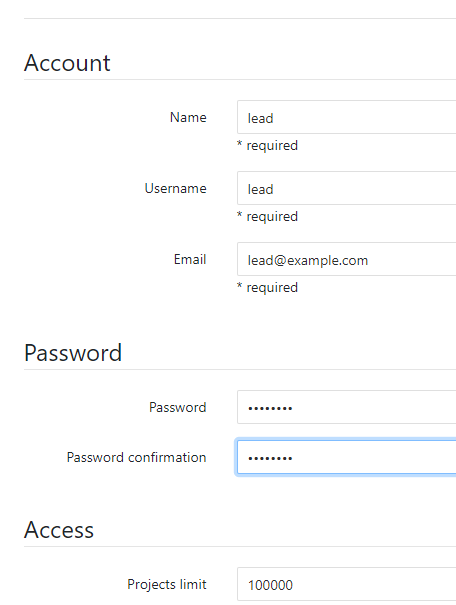 Account
Name lead
* required
Username lead
* required
Email lead@example.com
* required
Password
Password ••••••••
Password confirmation ••••••••
Access
Projects limit 100000